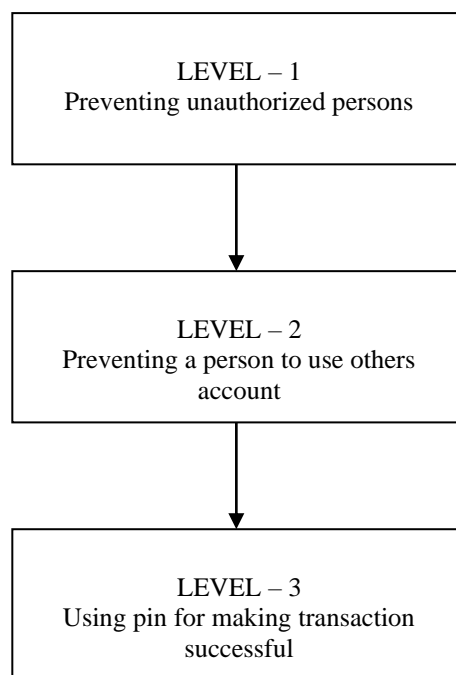 LEVEL – 1
Preventing unauthorized persons
LEVEL – 2
Preventing a person to use others
account
LEVEL – 3
Using pin for making transaction
successful